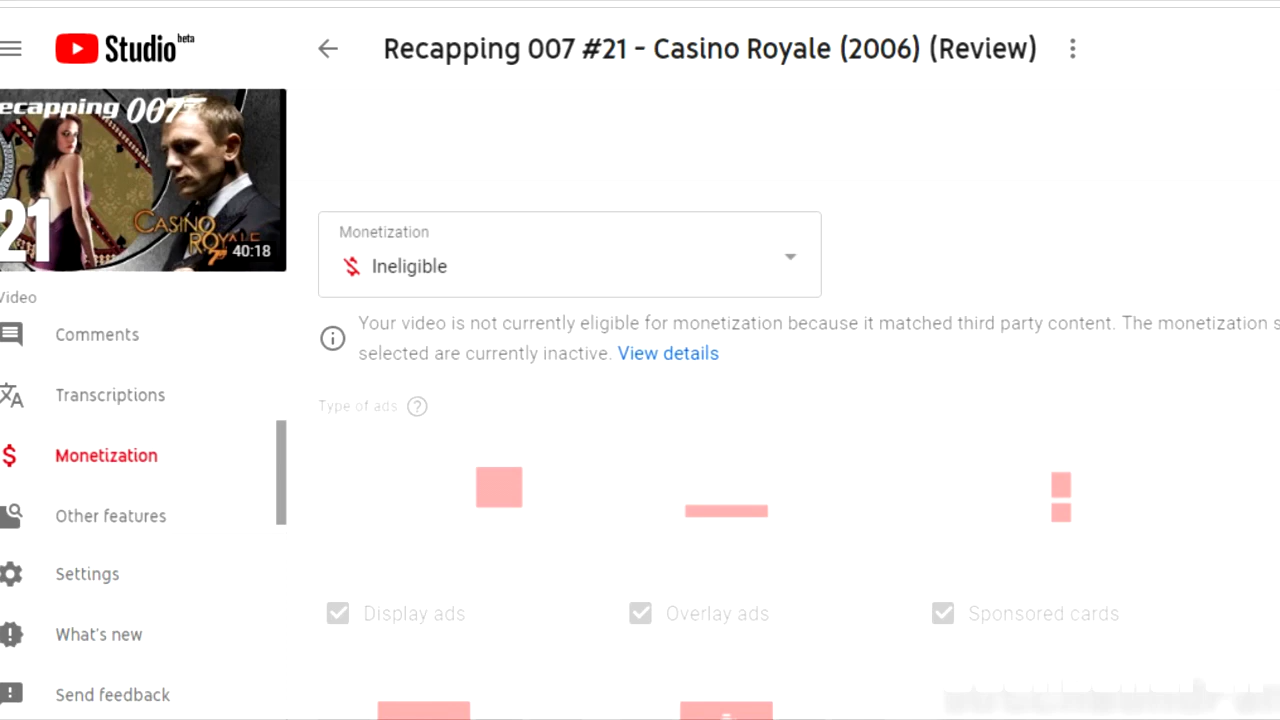 Studio beta
Recapping 007 #21 - Casino Royale (2006) (Review)
ecapping 007
21
CASINO
ROYALE
40:18
Monetization
Ineligible
Your video is not currently eligible for monetization because it matched third party content. The monetization s
selected are currently inactive. View details
Type of ads ?
Display ads
Overlay ads
Sponsored cards
Video
Comments
Transcriptions
Monetization
Other features
Settings
What's new
Send feedback